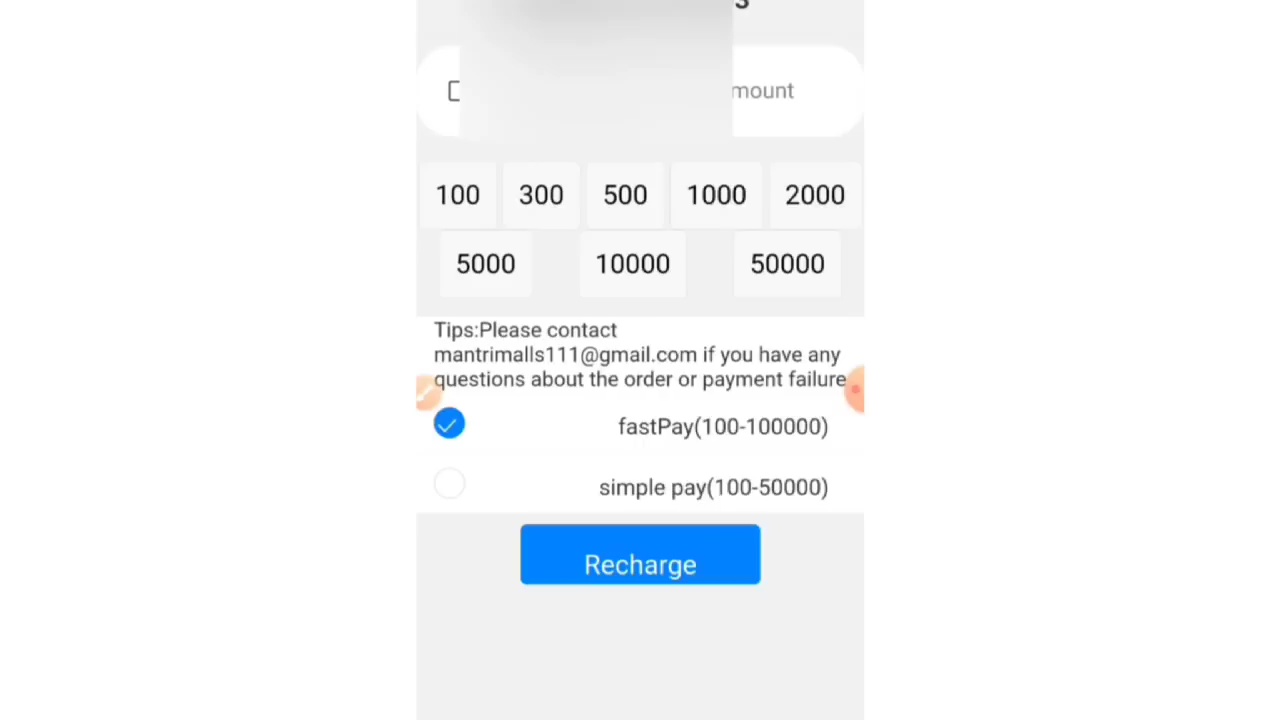 100 300 500 1000 2000
5000 10000 50000
Tips:Please contact
mantrimalls111@gmail.com if you have any
questions about the order or payment failure
fastPay(100-100000)
simple pay(100-50000)
Recharge